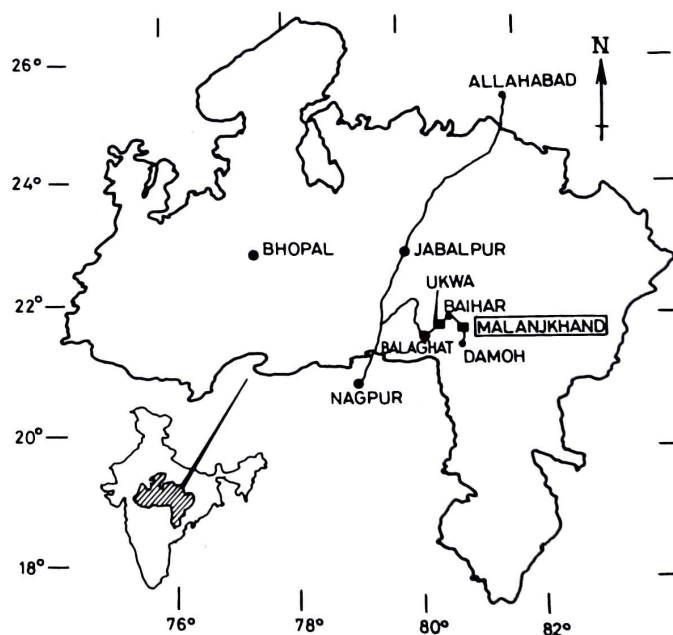 26°
N
ALLAHABAD
24°
BHOPAL
JABALPUR
UKWA
22°
BAIHAR
MALANJKHAND
BALAGHAT
DAMOH
NAGPUR
20°
18°
76° 78° 80° 82°